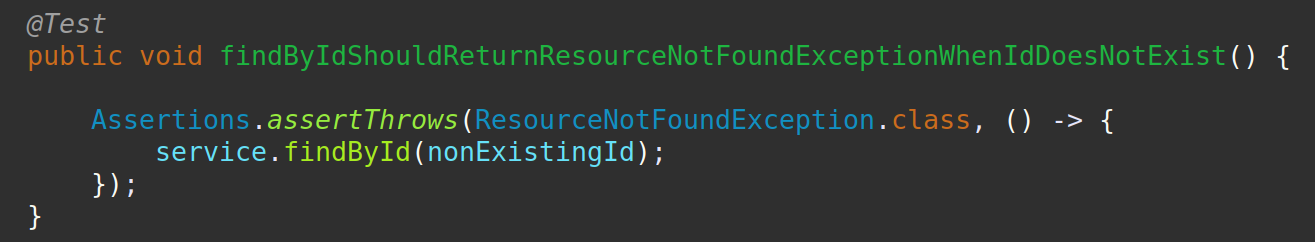 @Test
public void findByIdShouldReturnResourceNotFoundExceptionWhenIdDoesNotExist() {
Assertions.assertThrows(ResourceNotFoundException.class, () -> {
service.findById(nonExistingId);
});
}